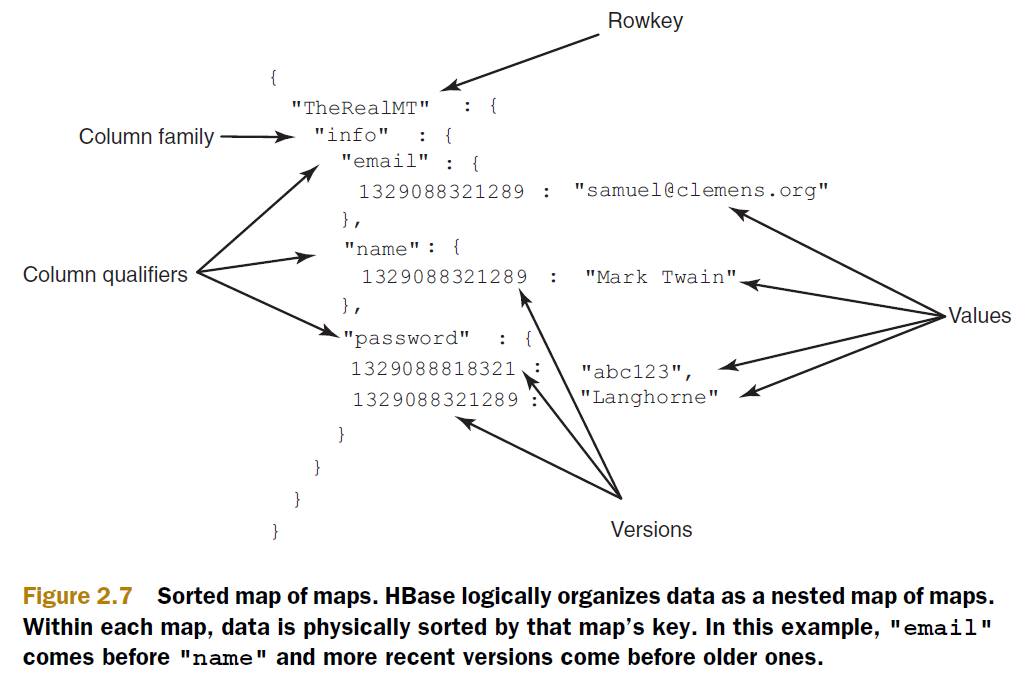 Rowkey
{
"TheRealMT" : {
Column family
"info" : {
"email" : {
1329088321289 : "samuel@clemens.org"
},
"name" : {
Column qualifiers
1329088321289 : "Mark Twain"
},
Values
"password" : {
1329088818321 : "abc123",
1329088321289 : "Langhorne"
}
}
}
}
Versions
Figure 2.7 Sorted map of maps. HBase logically organizes data as a nested map of maps.
Within each map, data is physically sorted by that map's key. In this example, "email"
comes before "name" and more recent versions come before older ones.